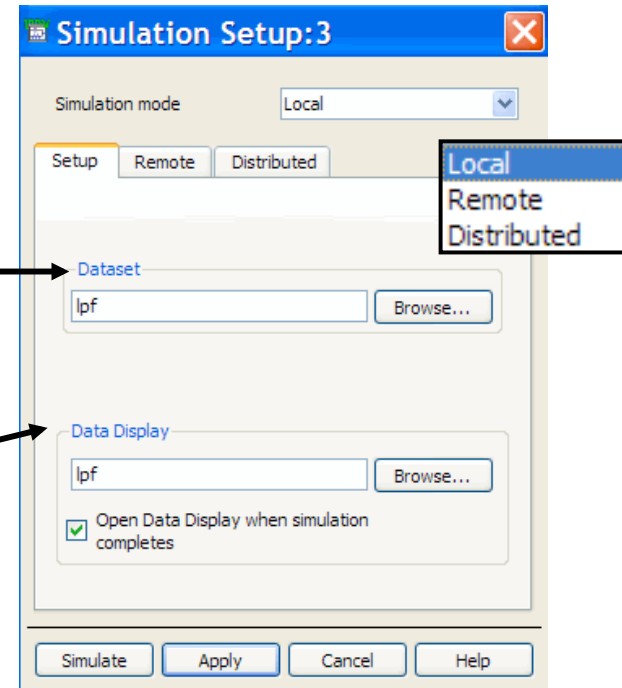 Simulation Setup:3
Simulation mode Local
Setup Remote Distributed
Local
Remote
Distributed
Dataset
lpf Browse...
Data Display
lpf Browse...
Open Data Display when simulation
completes
Simulate Apply Cancel Help